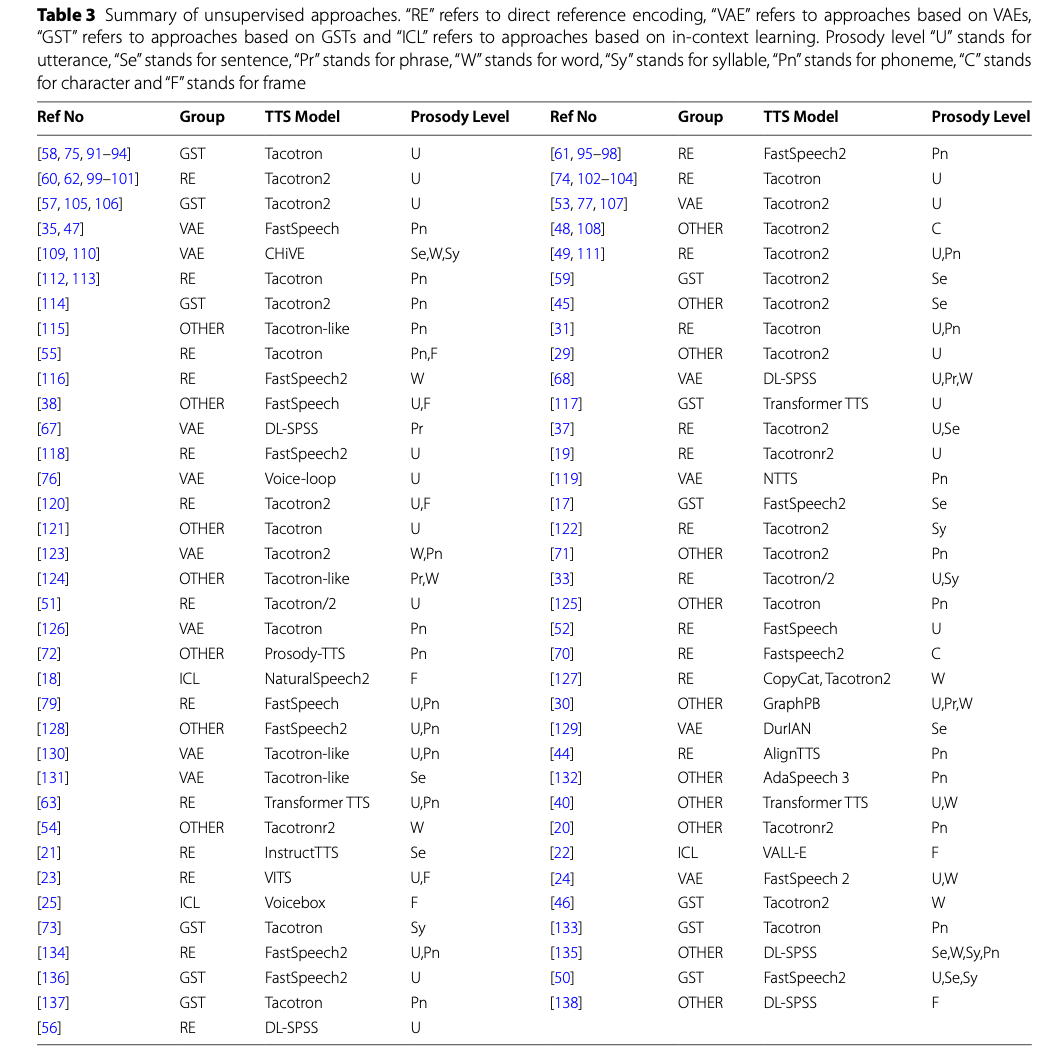 Table 3 Summary of unsupervised approaches. “RE” refers to direct reference encoding, “VAE” refers to approaches based on VAEs,
“GST” refers to approaches based on GSTs and “ICL” refers to approaches based on in-context learning. Prosody level “U” stands for
utterance, “Se” stands for sentence, “Pr” stands for phrase, “W” stands for word, “Sy” stands for syllable, “Pn” stands for phoneme, “C” stands
for character and “F” stands for frame
Ref No Group TTS Model Prosody Level Ref No Group TTS Model Prosody Level
[58, 75, 91–94] GST Tacotron U [61, 95–98] RE FastSpeech2 Pn
[60, 62, 99–101] RE Tacotron2 U [74, 102–104] RE Tacotron U
[57, 105, 106] GST Tacotron2 U [53, 77, 107] VAE Tacotron2 U
[35, 47] VAE FastSpeech Pn [48, 108] OTHER Tacotron2 C
[109, 110] VAE CHiVE Se,W,Sy [49, 111] RE Tacotron2 U,Pn
[112, 113] RE Tacotron Pn [59] GST Tacotron2 Se
[114] GST Tacotron2 Pn [45] OTHER Tacotron2 Se
[115] OTHER Tacotron-like Pn [31] RE Tacotron U,Pn
[55] RE Tacotron Pn,F [29] OTHER Tacotron2 U
[116] RE FastSpeech2 W [68] VAE DL-SPSS U,Pr,W
[38] OTHER FastSpeech U,F [117] GST Transformer TTS U
[67] VAE DL-SPSS Pr [37] RE Tacotron2 U,Se
[118] RE FastSpeech2 U [19] RE Tacotronr2 U
[76] VAE Voice-loop U [119] VAE NTTS Pn
[120] RE Tacotron2 U,F [17] GST FastSpeech2 Se
[121] OTHER Tacotron U [122] RE Tacotron2 Sy
[123] VAE Tacotron2 W,Pn [71] OTHER Tacotron2 Pn
[124] OTHER Tacotron-like Pr,W [33] RE Tacotron/2 U,Sy
[51] RE Tacotron/2 U [125] OTHER Tacotron Pn
[126] VAE Tacotron Pn [52] RE FastSpeech U
[72] OTHER Prosody-TTS Pn [70] RE Fastspeech2 C
[18] ICL NaturalSpeech2 F [127] RE CopyCat, Tacotron2 W
[79] RE FastSpeech U,Pn [30] OTHER GraphPB U,Pr,W
[128] OTHER FastSpeech2 U,Pn [129] VAE DurIAN Se
[130] VAE Tacotron-like U,Pn [44] RE AlignTTS Pn
[131] VAE Tacotron-like Se [132] OTHER AdaSpeech 3 Pn
[63] RE Transformer TTS U,Pn [40] OTHER Transformer TTS U,W
[54] OTHER Tacotronr2 W [20] OTHER Tacotronr2 Pn
[21] RE InstructTTS Se [22] ICL VALL-E F
[23] RE VITS U,F [24] VAE FastSpeech 2 U,W
[25] ICL Voicebox F [46] GST Tacotron2 W
[73] GST Tacotron Sy [133] GST Tacotron Pn
[134] RE FastSpeech2 U,Pn [135] OTHER DL-SPSS Se,W,Sy,Pn
[136] GST FastSpeech2 U [50] GST FastSpeech2 U,Se,Sy
[137] GST Tacotron Pn [138] OTHER DL-SPSS F
[56] RE DL-SPSS U